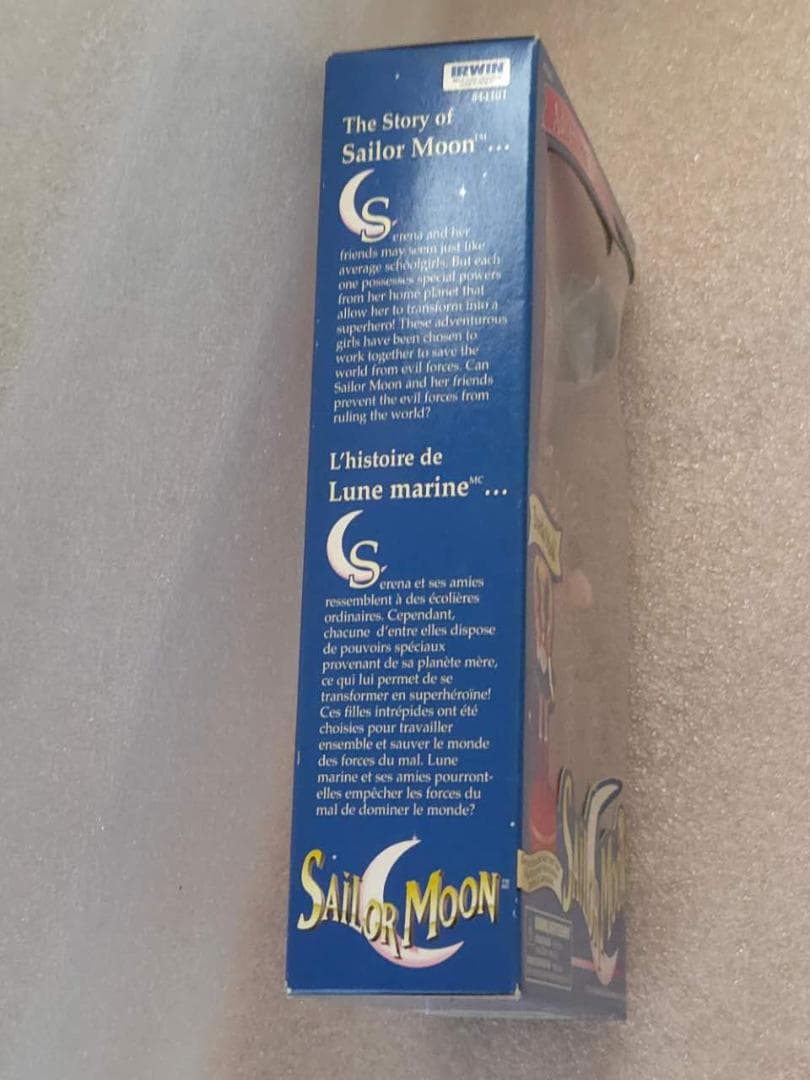 IRWIN
#44101
The Story of
Sailor Moon™...
Serena and her
friends may seem just like
average schoolgirls. But each
one possesses special powers
from her home planet that
allow her to transform into a
superhero! These adventurous
girls have been chosen to
work together to save the
world from evil forces. Can
Sailor Moon and her friends
prevent the evil forces from
ruling the world?
L'histoire de
Lune marine MC...
Serena et ses amies
ressemblent à des écolières
ordinaires. Cependant,
chacune d'entre elles dispose
de pouvoirs spéciaux
provenant de sa planète mère,
ce qui lui permet de se
transformer en superhéroïne!
Ces filles intrépides ont été
choisies pour travailler
ensemble et sauver le monde
des forces du mal. Lune
marine et ses amies pourront-
elles empêcher les forces du
mal de dominer le monde?
SAILOR MOON